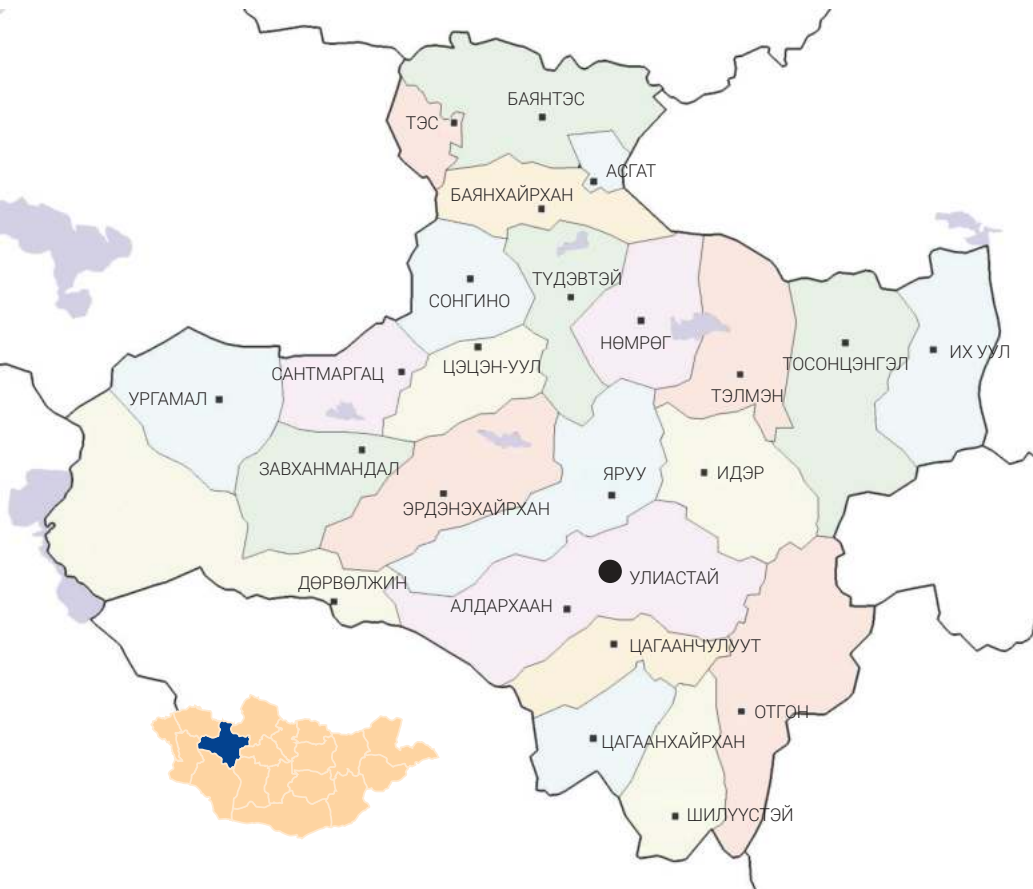 БАЯНТЭС
ТЭС
АСГАТ
БАЯНХАЙРХАН
ТҮДЭВТЭЙ
СОНГИНО
НӨМРӨГ
ИХ УУЛ
ТОСОНЦЭНГЭЛ
ЦЭЦЭН-УУЛ
САНТМАРГАЦ
ТЭЛМЭН
УРГАМАЛ
ЗАВХАНМАНДАЛ
ЯРУУ
ИДЭР
ЭРДЭНЭХАЙРХАН
УЛИАСТАЙ
ДӨРВӨЛЖИН
АЛДАРХААН
ЦАГААНЧУЛУУТ
ОТГОН
ЦАГААНХАЙРХАН
ШИЛҮҮСТЭЙ